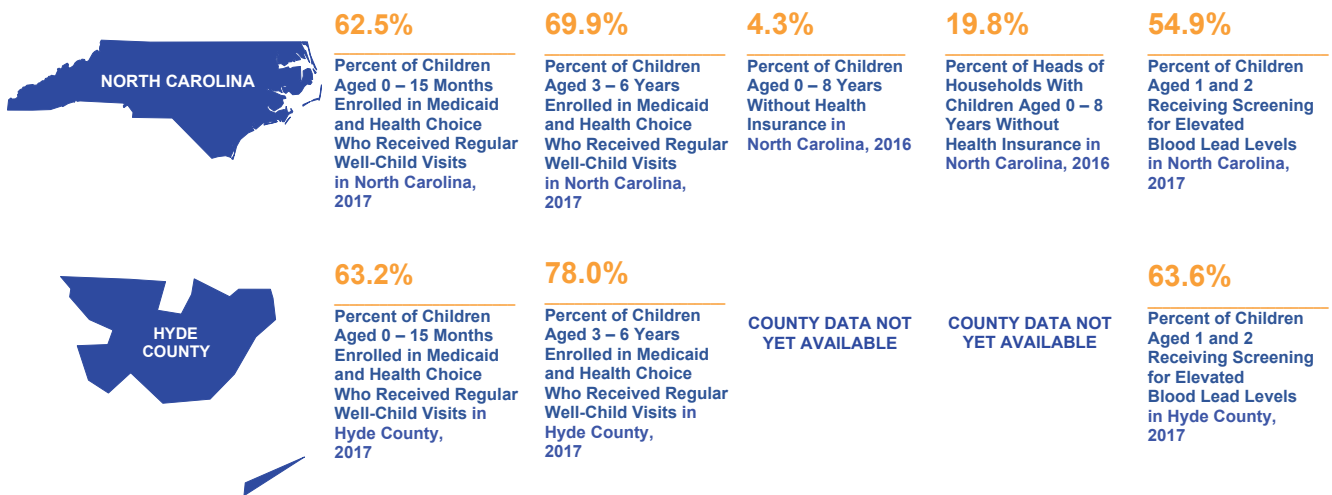 NORTH CAROLINA
62.5%
Percent of Children
Aged 0 – 15 Months
Enrolled in Medicaid
and Health Choice
Who Received Regular
Well-Child Visits
in North Carolina,
2017
69.9%
Percent of Children
Aged 3 – 6 Years
Enrolled in Medicaid
and Health Choice
Who Received Regular
Well-Child Visits
in North Carolina,
2017
4.3%
Percent of Children
Aged 0 – 8 Years
Without Health
Insurance in
North Carolina, 2016
19.8%
Percent of Heads of
Households With
Children Aged 0 – 8
Years Without
Health Insurance in
North Carolina, 2016
54.9%
Percent of Children
Aged 1 and 2
Receiving Screening
for Elevated
Blood Lead Levels
in North Carolina,
2017
HYDE
COUNTY
63.2%
Percent of Children
Aged 0 – 15 Months
Enrolled in Medicaid
and Health Choice
Who Received Regular
Well-Child Visits in
Hyde County,
2017
78.0%
Percent of Children
Aged 3 – 6 Years
Enrolled in Medicaid
and Health Choice
Who Received Regular
Well-Child Visits in
Hyde County,
2017
COUNTY DATA NOT
YET AVAILABLE
COUNTY DATA NOT
YET AVAILABLE
63.6%
Percent of Children
Aged 1 and 2
Receiving Screening
for Elevated
Blood Lead Levels
in Hyde County,
2017